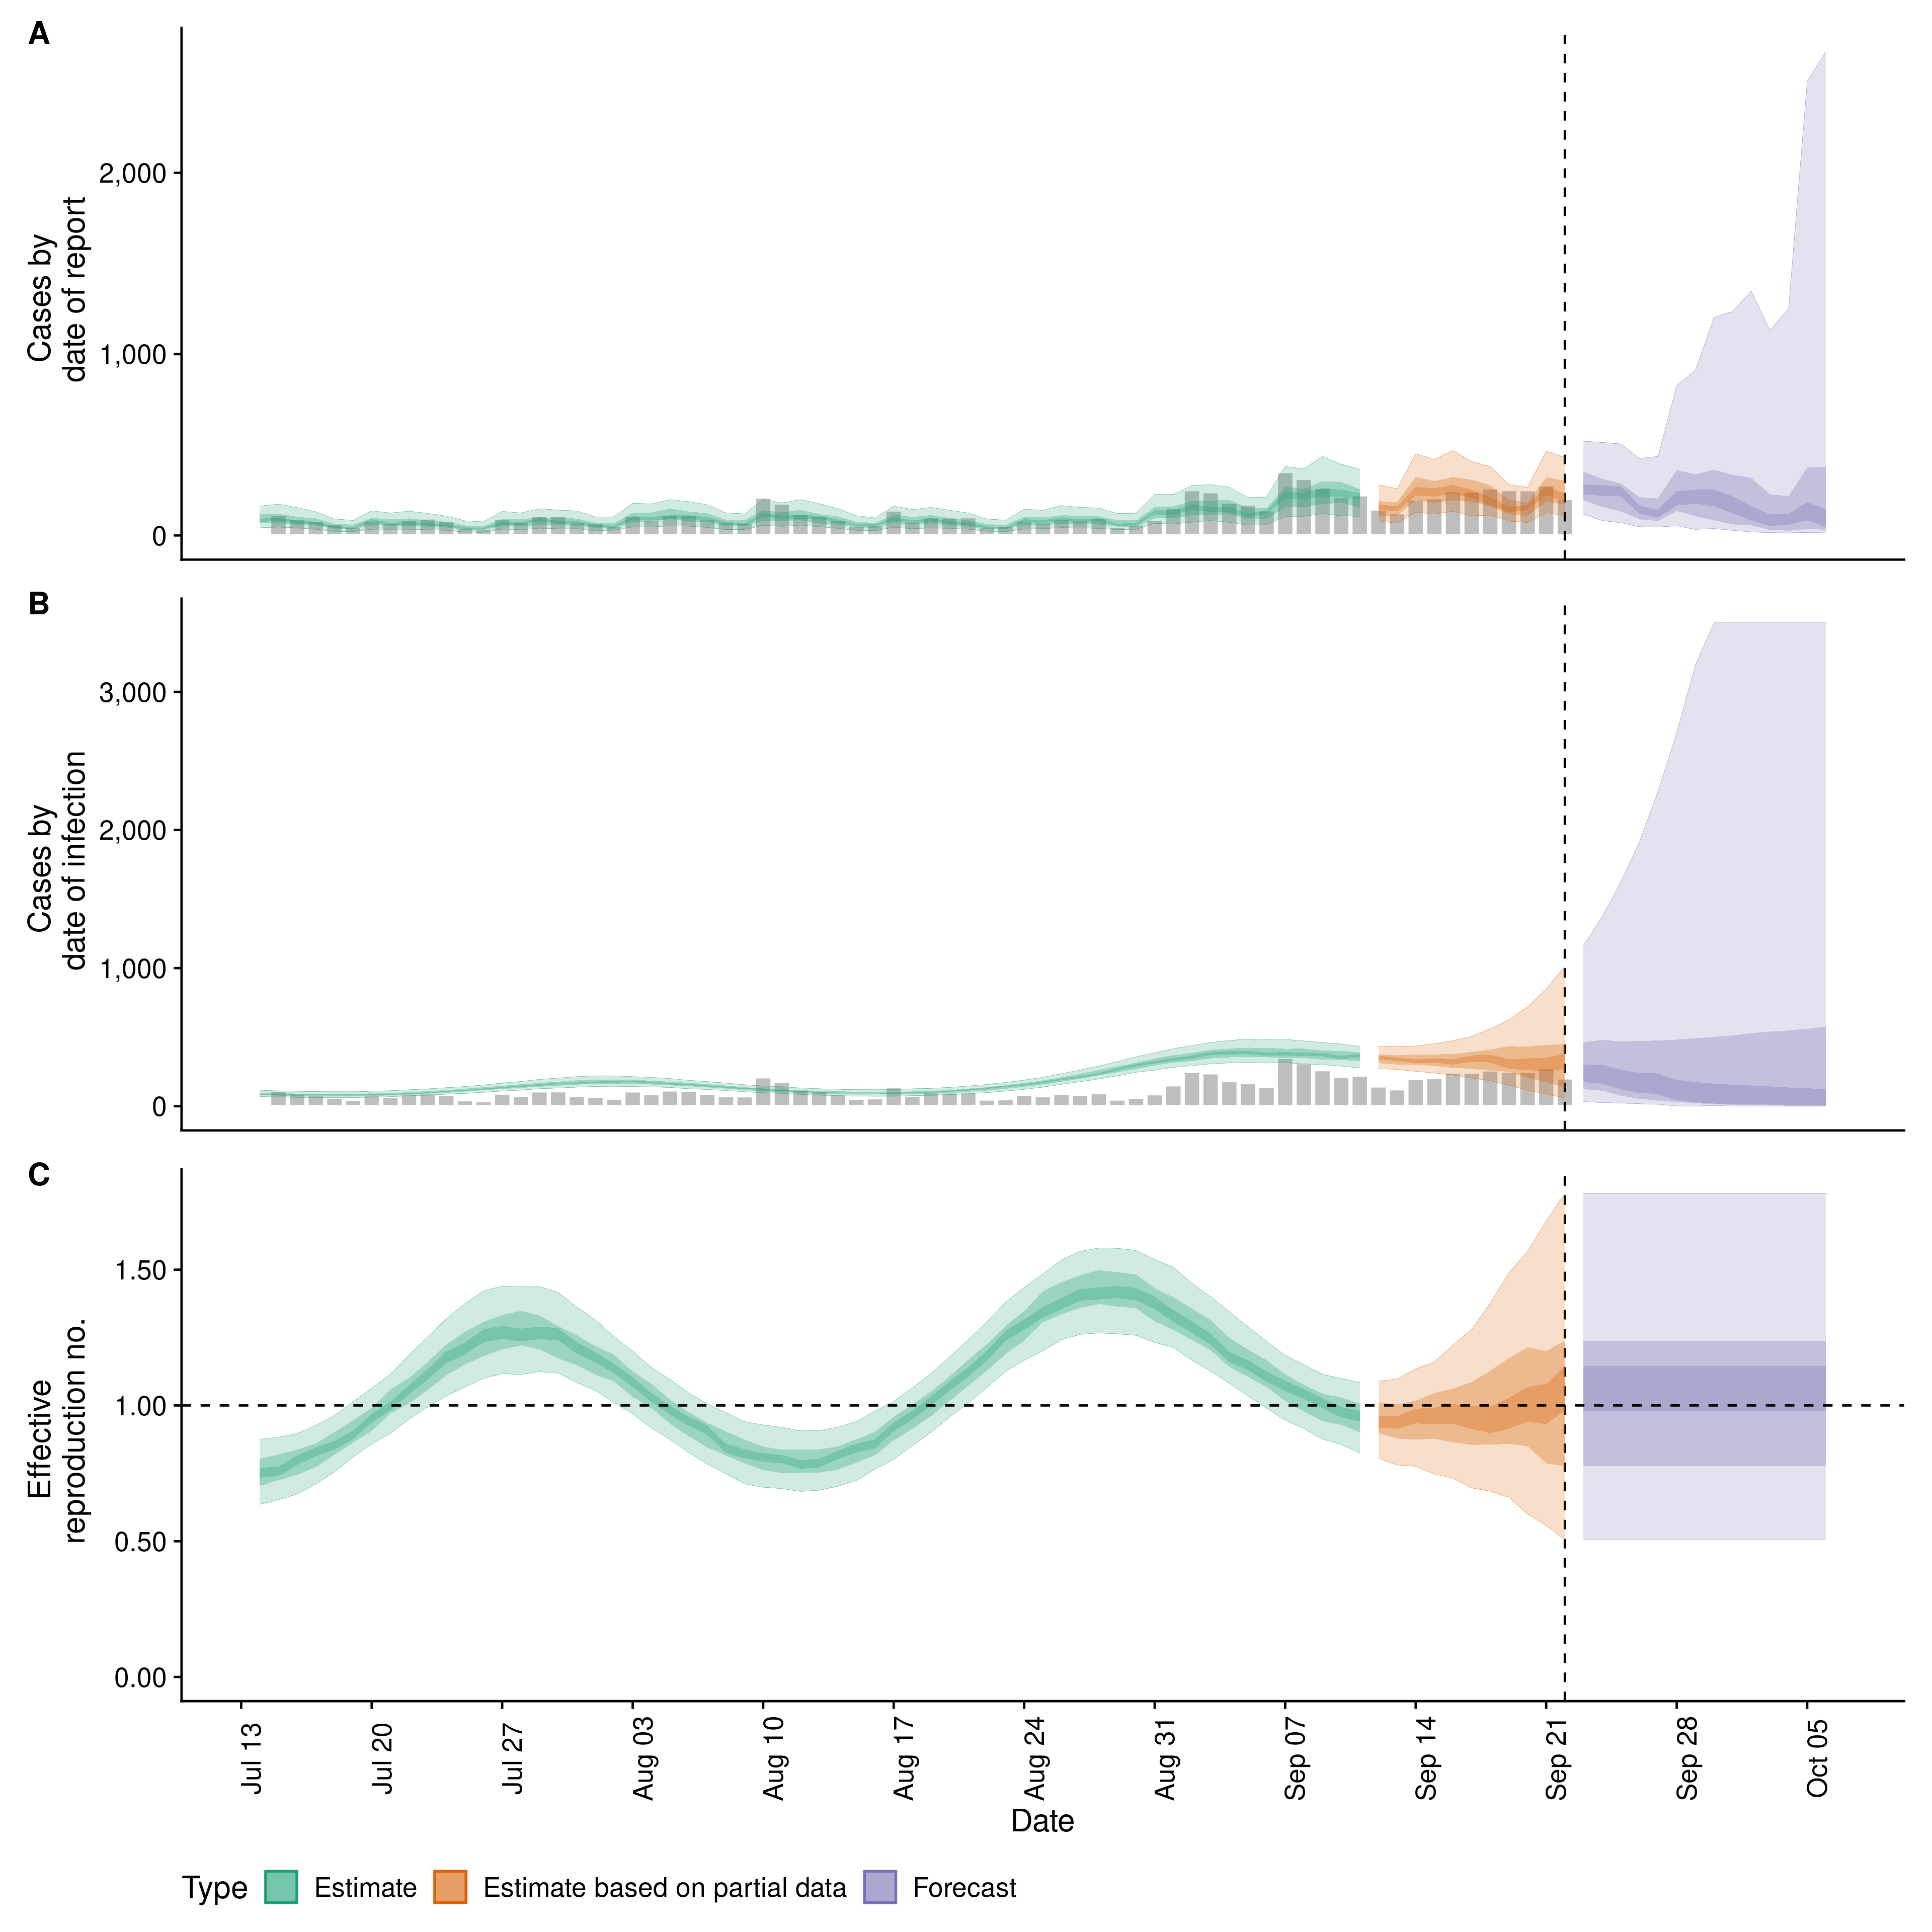 A
Cases by
date of report
2,000
1,000
0
B
Cases by
date of infection
3,000
2,000
1,000
0
C
Effective
reproduction no.
1.50
1.00
0.50
0.00
Jul 13
Jul 20
Jul 27
Aug 03
Aug 10
Aug 17
Aug 24
Aug 31
Sep 07
Sep 14
Sep 21
Sep 28
Oct 05
Date
Type Estimate Estimate based on partial data Forecast